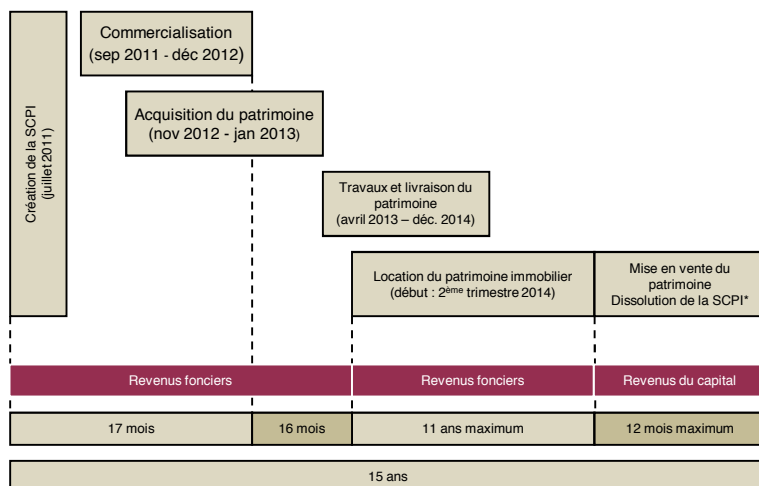 Création de la SCPI
(juillet 2011)
Commercialisation
(sep 2011 - déc 2012)
Acquisition du patrimoine
(nov 2012 - jan 2013)
Travaux et livraison du
patrimoine
(avril 2013 – déc. 2014)
Location du patrimoine immobilier
(début : 2ème trimestre 2014)
Mise en vente du
patrimoine
Dissolution de la SCPI*
Revenus fonciers
Revenus fonciers
Revenus du capital
17 mois
16 mois
11 ans maximum
12 mois maximum
15 ans